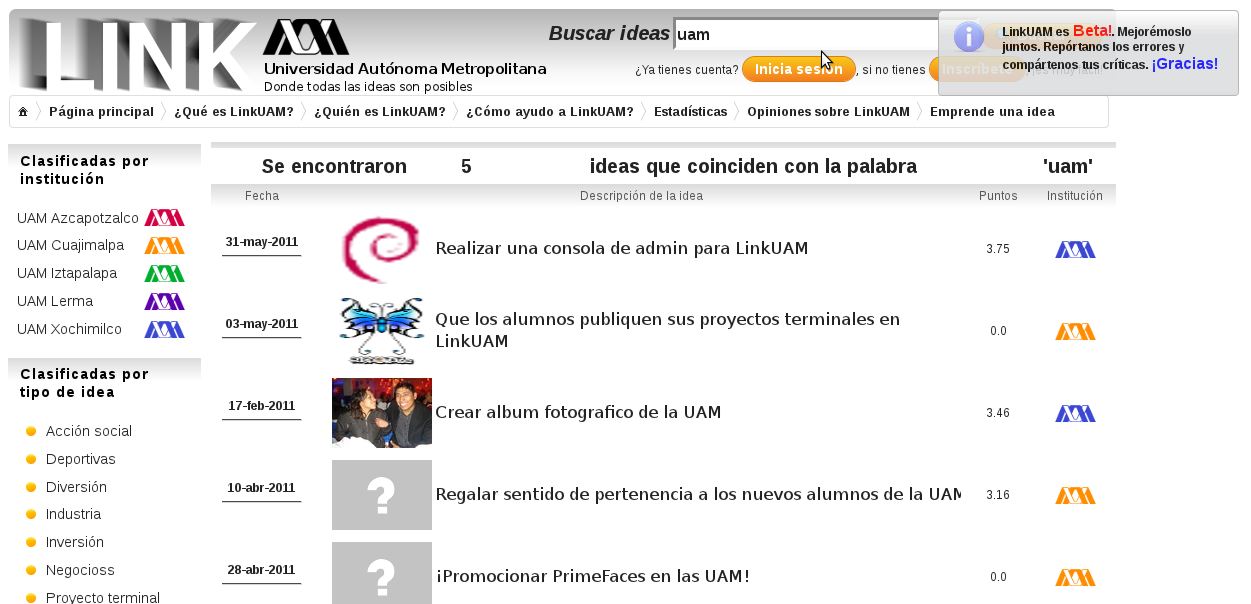 LINK
Universidad Autónoma Metropolitana
Donde todas las ideas son posibles
Buscar ideas uam
¿Ya tienes cuenta? Inicia sesión, si no tienes Inscríbete, ¡es muy fácil!
LinkUAM es Beta!. Mejorémoslo
juntos. Repórtanos los errores y
compártenos tus críticas. ¡Gracias!
Página principal ¿Qué es LinkUAM? ¿Quién es LinkUAM? ¿Cómo ayudo a LinkUAM? Estadísticas Opiniones sobre LinkUAM Emprende una idea
Clasificadas por
institución
UAM Azcapotzalco
UAM Cuajimalpa
UAM Iztapalapa
UAM Lerma
UAM Xochimilco
Clasificadas por
tipo de idea
Acción social
Deportivas
Diversión
Industria
Inversión
Negocioss
Proyecto terminal
Se encontraron 5 ideas que coinciden con la palabra 'uam'
Fecha Descripción de la idea Puntos Institución
31-may-2011 Realizar una consola de admin para LinkUAM 3.75
03-may-2011 Que los alumnos publiquen sus proyectos terminales en
LinkUAM 0.0
17-feb-2011 Crear album fotografico de la UAM 3.46
10-abr-2011 ? Regalar sentido de pertenencia a los nuevos alumnos de la UAM 3.16
28-abr-2011 ? ¡Promocionar PrimeFaces en las UAM! 0.0